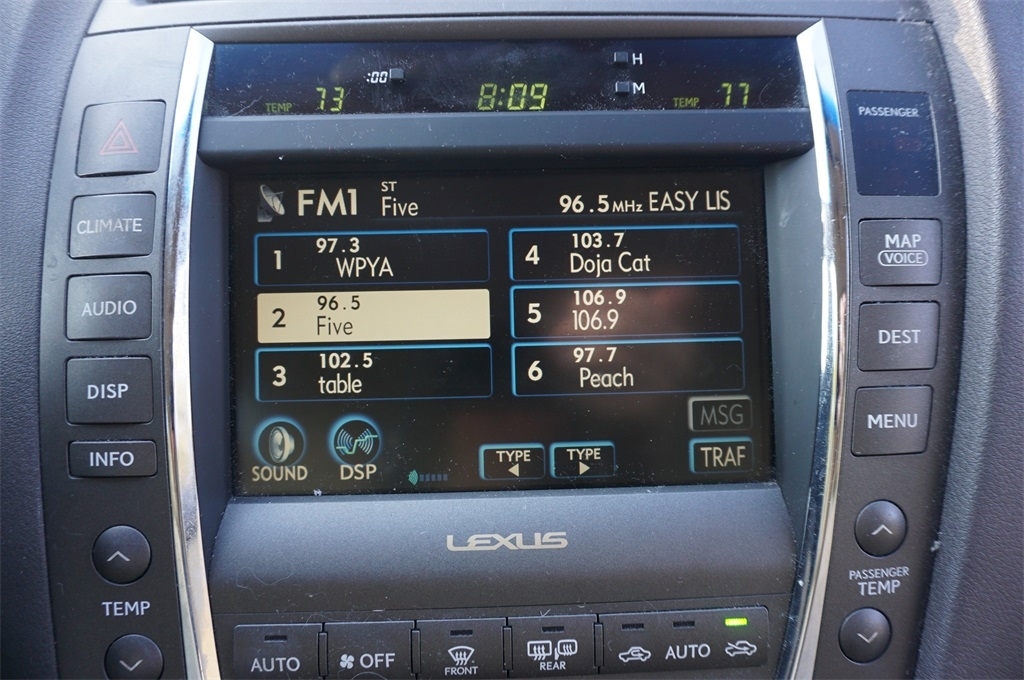 :00 H
M
TEMP 73 8:09 TEMP 77
PASSENGER
FM1 ST Five 96.5MHz EASY LIS
1 97.3 WPYA
2 96.5 Five
3 102.5 table
4 103.7 Doja Cat
5 106.9 106.9
6 97.7 Peach
MSG
SOUND DSP TYPE TYPE TRAF
CLIMATE
AUDIO
DISP
INFO
TEMP
MAP
VOICE
DEST
MENU
PASSENGER
TEMP
LEXUS
AUTO OFF FRONT REAR AUTO